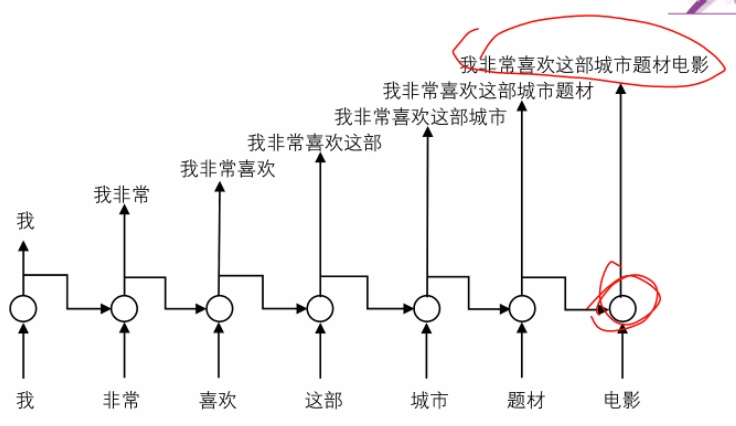 我非常喜欢这部城市题材电影
我非常喜欢这部城市题材
我非常喜欢这部城市
我非常喜欢这部
我非常喜欢
我非常
我
我 非常 喜欢 这部 城市 题材 电影